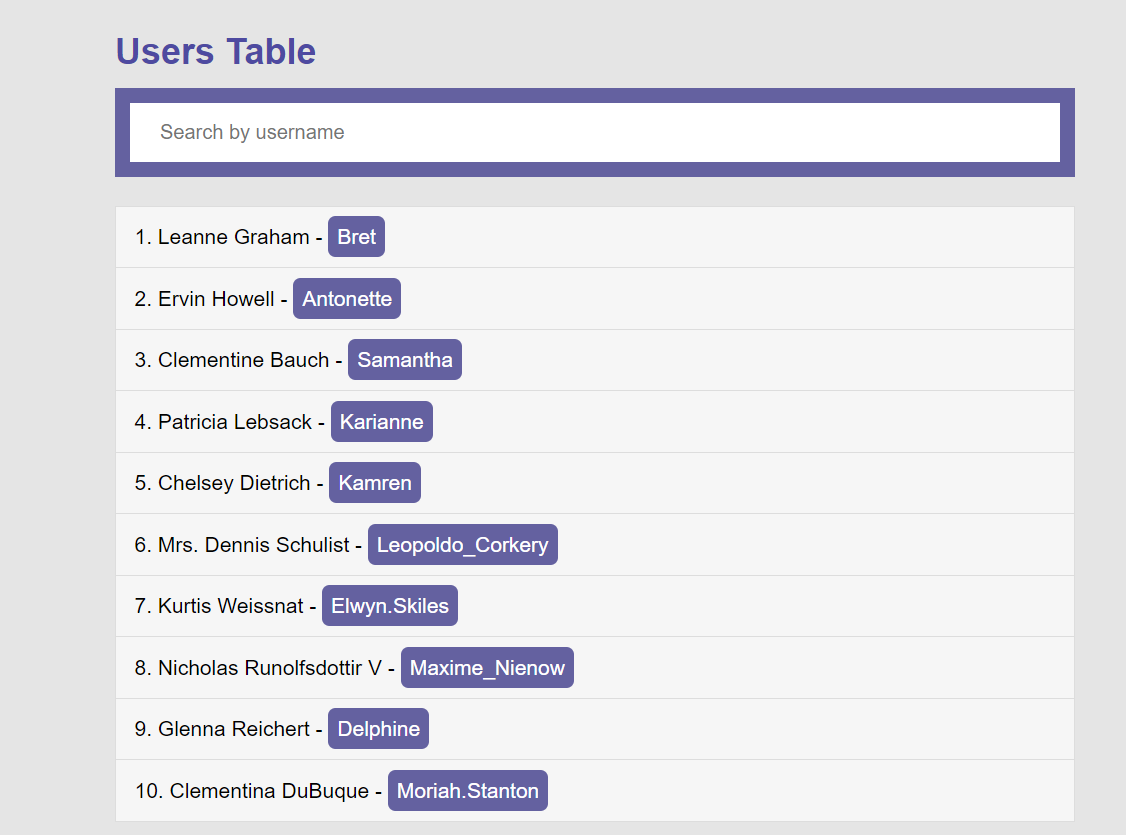 Users Table
Search by username
1. Leanne Graham - Bret
2. Ervin Howell - Antonette
3. Clementine Bauch - Samantha
4. Patricia Lebsack - Karianne
5. Chelsey Dietrich - Kamren
6. Mrs. Dennis Schulist - Leopoldo_Corkery
7. Kurtis Weissnat - Elwyn.Skiles
8. Nicholas Runolfsdottir V - Maxime_Nienow
9. Glenna Reichert - Delphine
10. Clementina DuBuque - Moriah.Stanton